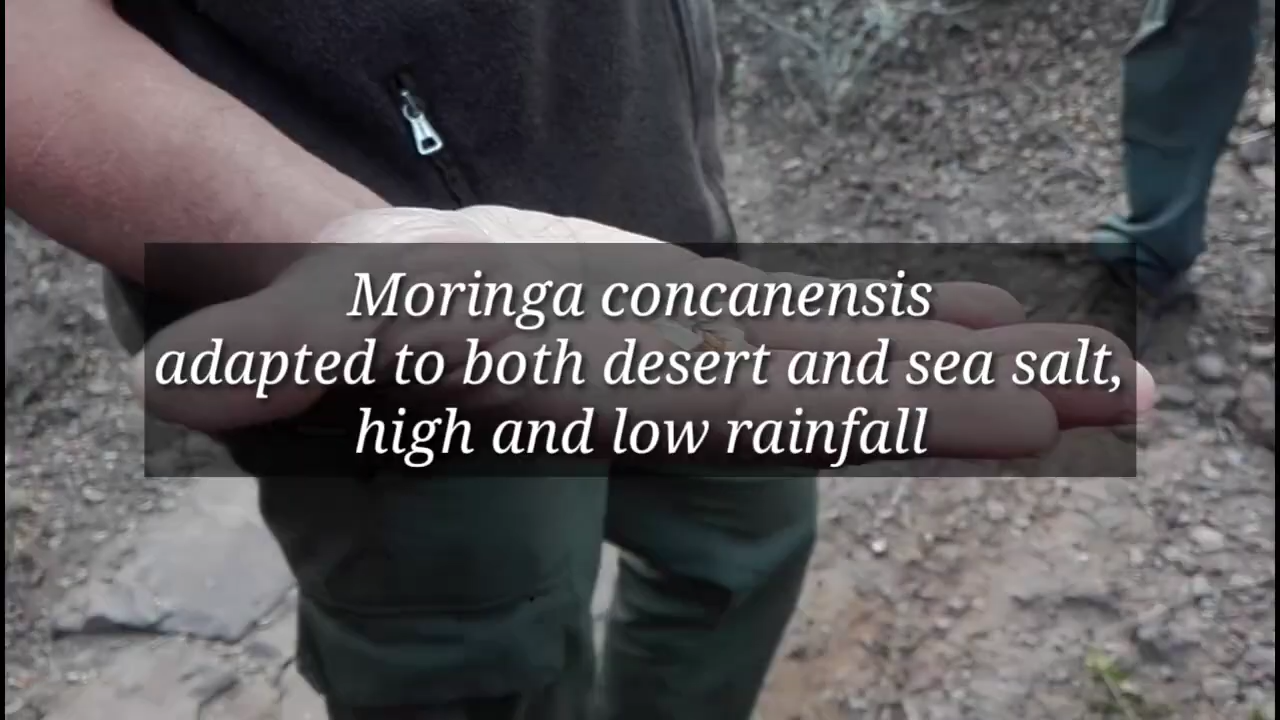 Moringa concanensis
adapted to both desert and sea salt,
high and low rainfall